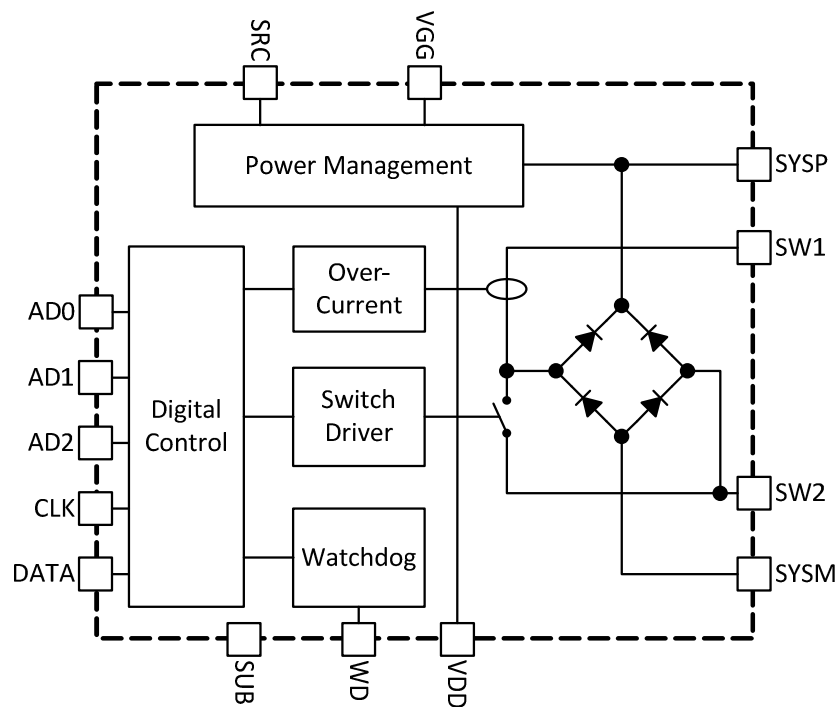 SRC
VGG
Power Management
SYSP
SW1
Over-
Current
AD0
AD1
AD2
CLK
DATA
Digital
Control
Switch
Driver
Watchdog
SW2
SYSM
SUB
WD
VDD